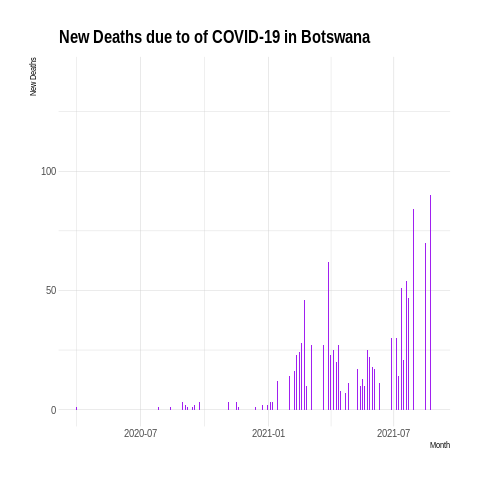 New Deaths due to of COVID-19 in Botswana
New Deaths
100
50
0
2020-07 2021-01 2021-07
Month